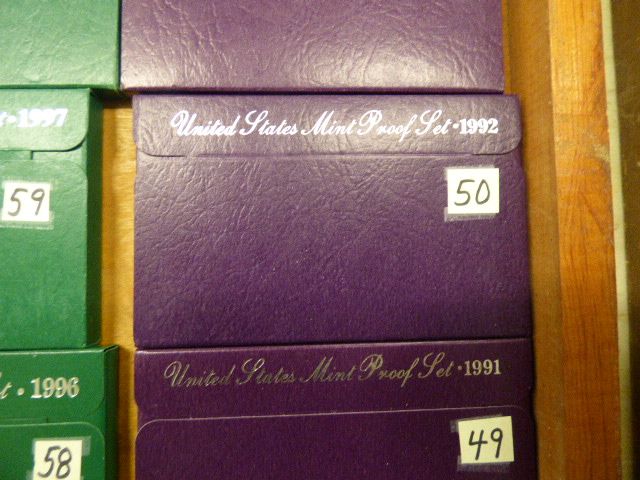 1997
59
United States Mint Proof Set · 1992
50
t · 1996
58
United States Mint Proof Set · 1991
49